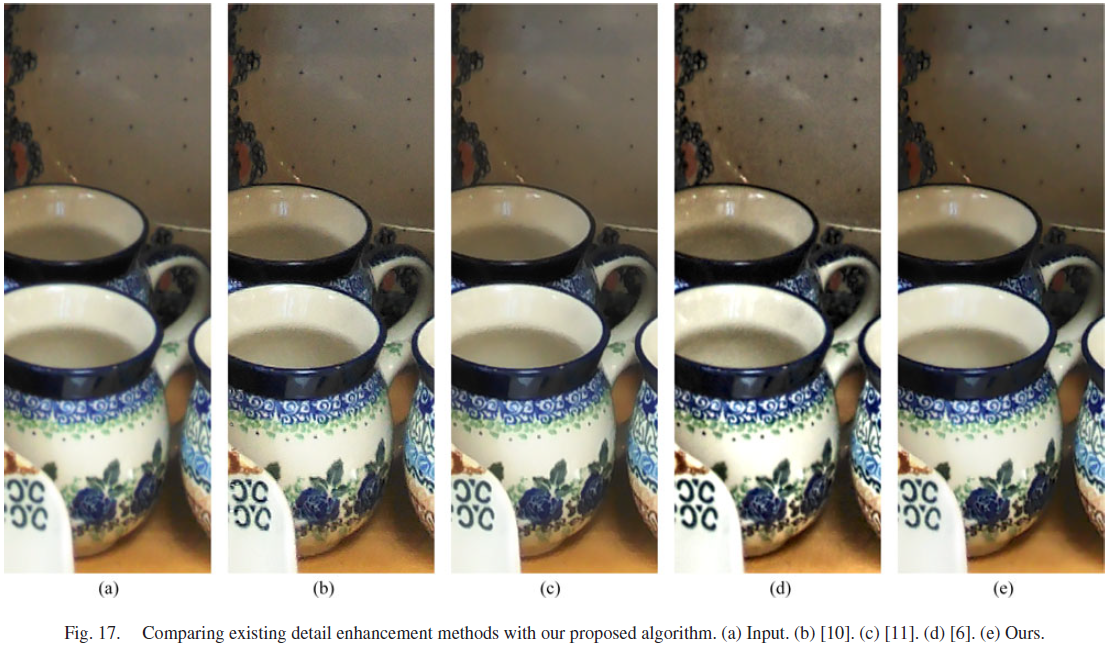 (a) (b) (c) (d) (e)
Fig. 17. Comparing existing detail enhancement methods with our proposed algorithm. (a) Input. (b) [10]. (c) [11]. (d) [6]. (e) Ours.